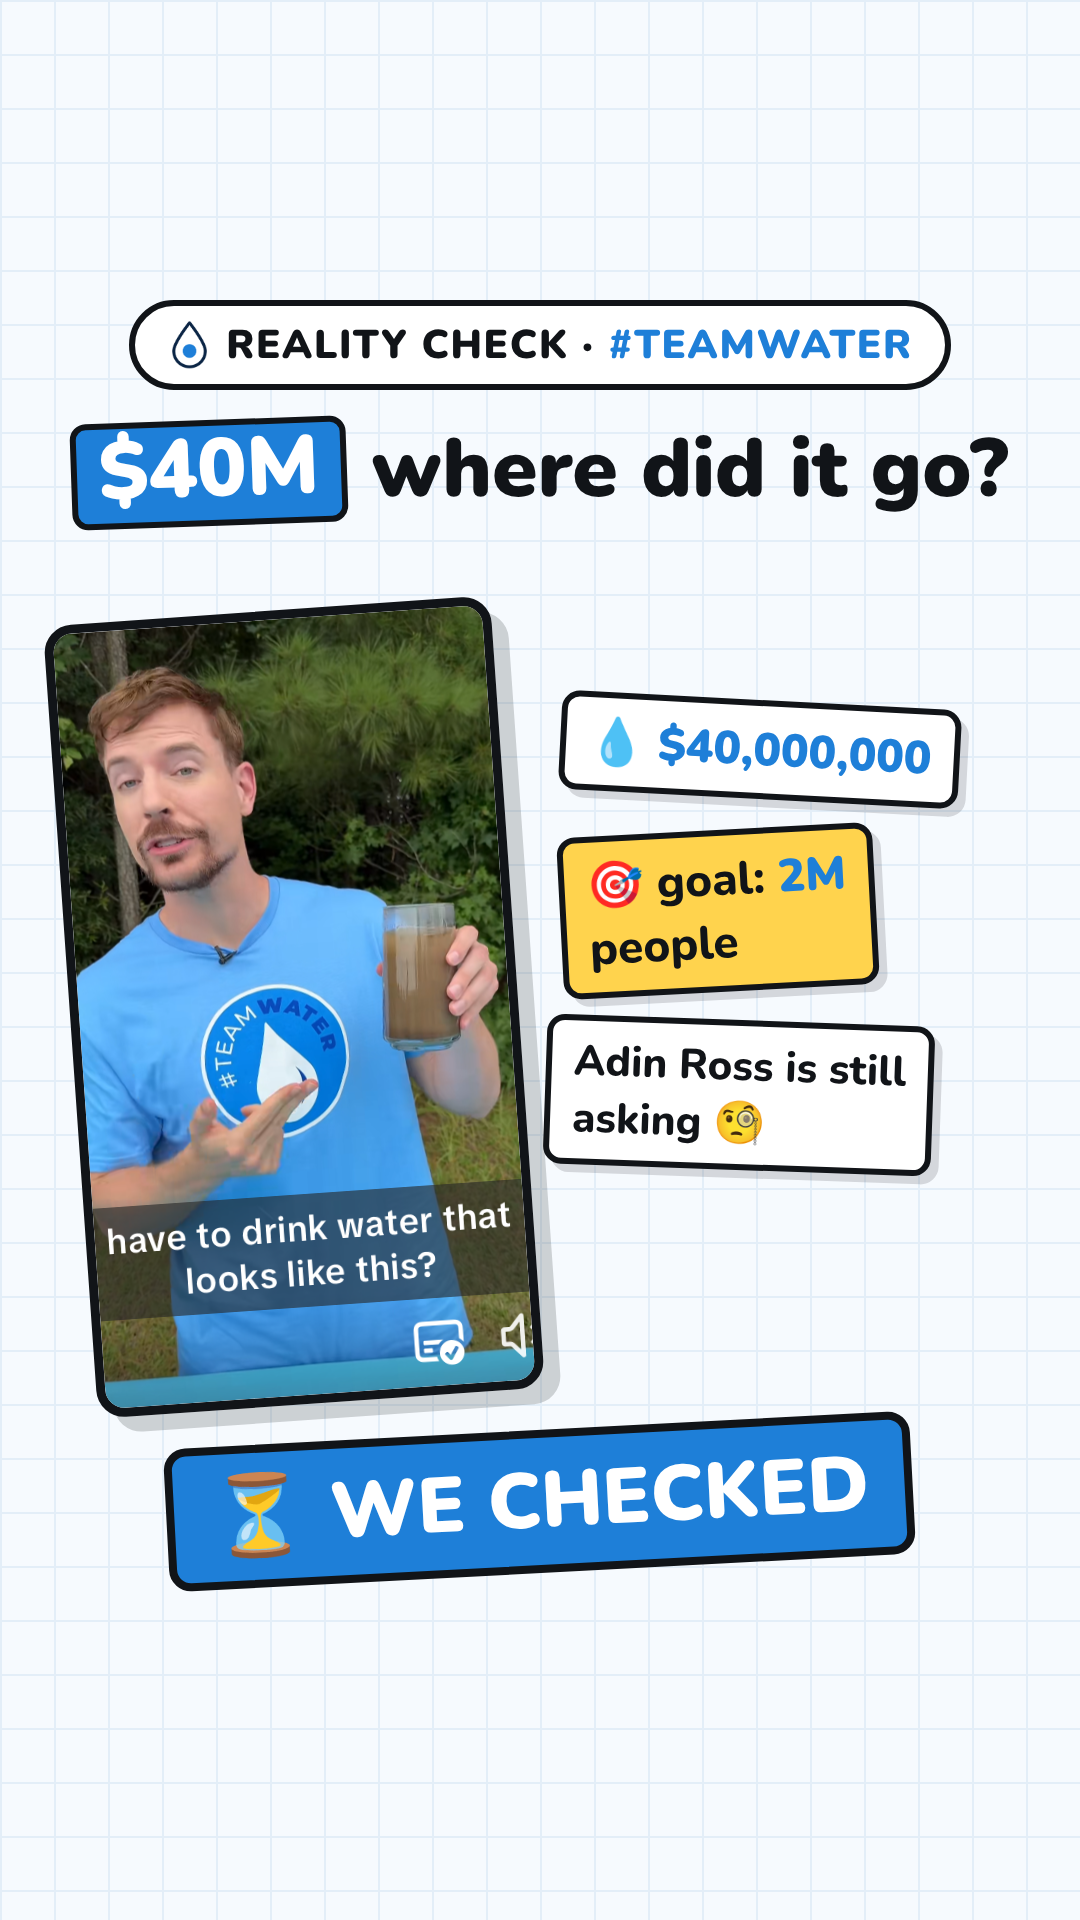 REALITY CHECK · #TEAMWATER
$40M where did it go?
💧 $40,000,000
🎯 goal: 2M
people
Adin Ross is still
asking 🧐
#TEAMWATER
have to drink water that
looks like this?
⏳ WE CHECKED